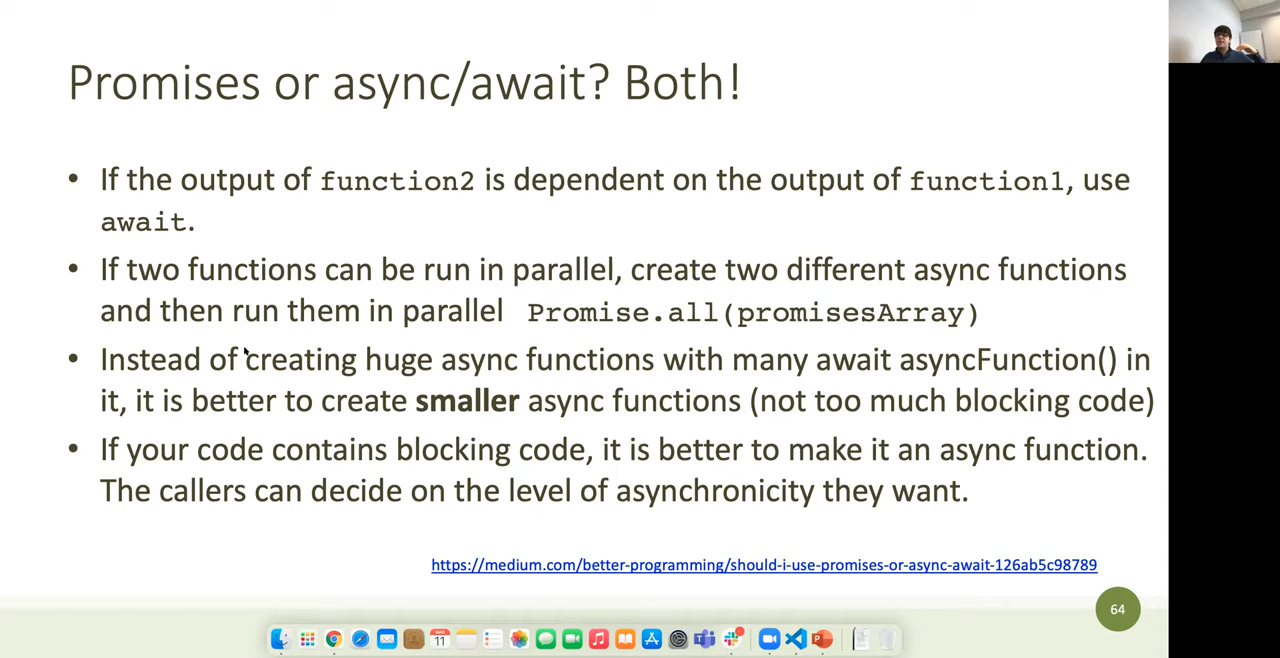 Promises or async/await? Both!
• If the output of function2 is dependent on the output of function1, use
await.
• If two functions can be run in parallel, create two different async functions
and then run them in parallel Promise.all(promisesArray)
• Instead of creating huge async functions with many await asyncFunction() in
it, it is better to create smaller async functions (not too much blocking code)
• If your code contains blocking code, it is better to make it an async function.
The callers can decide on the level of asynchronicity they want.
https://medium.com/better-programming/should-i-use-promises-or-async-await-126ab5c98789
64
11